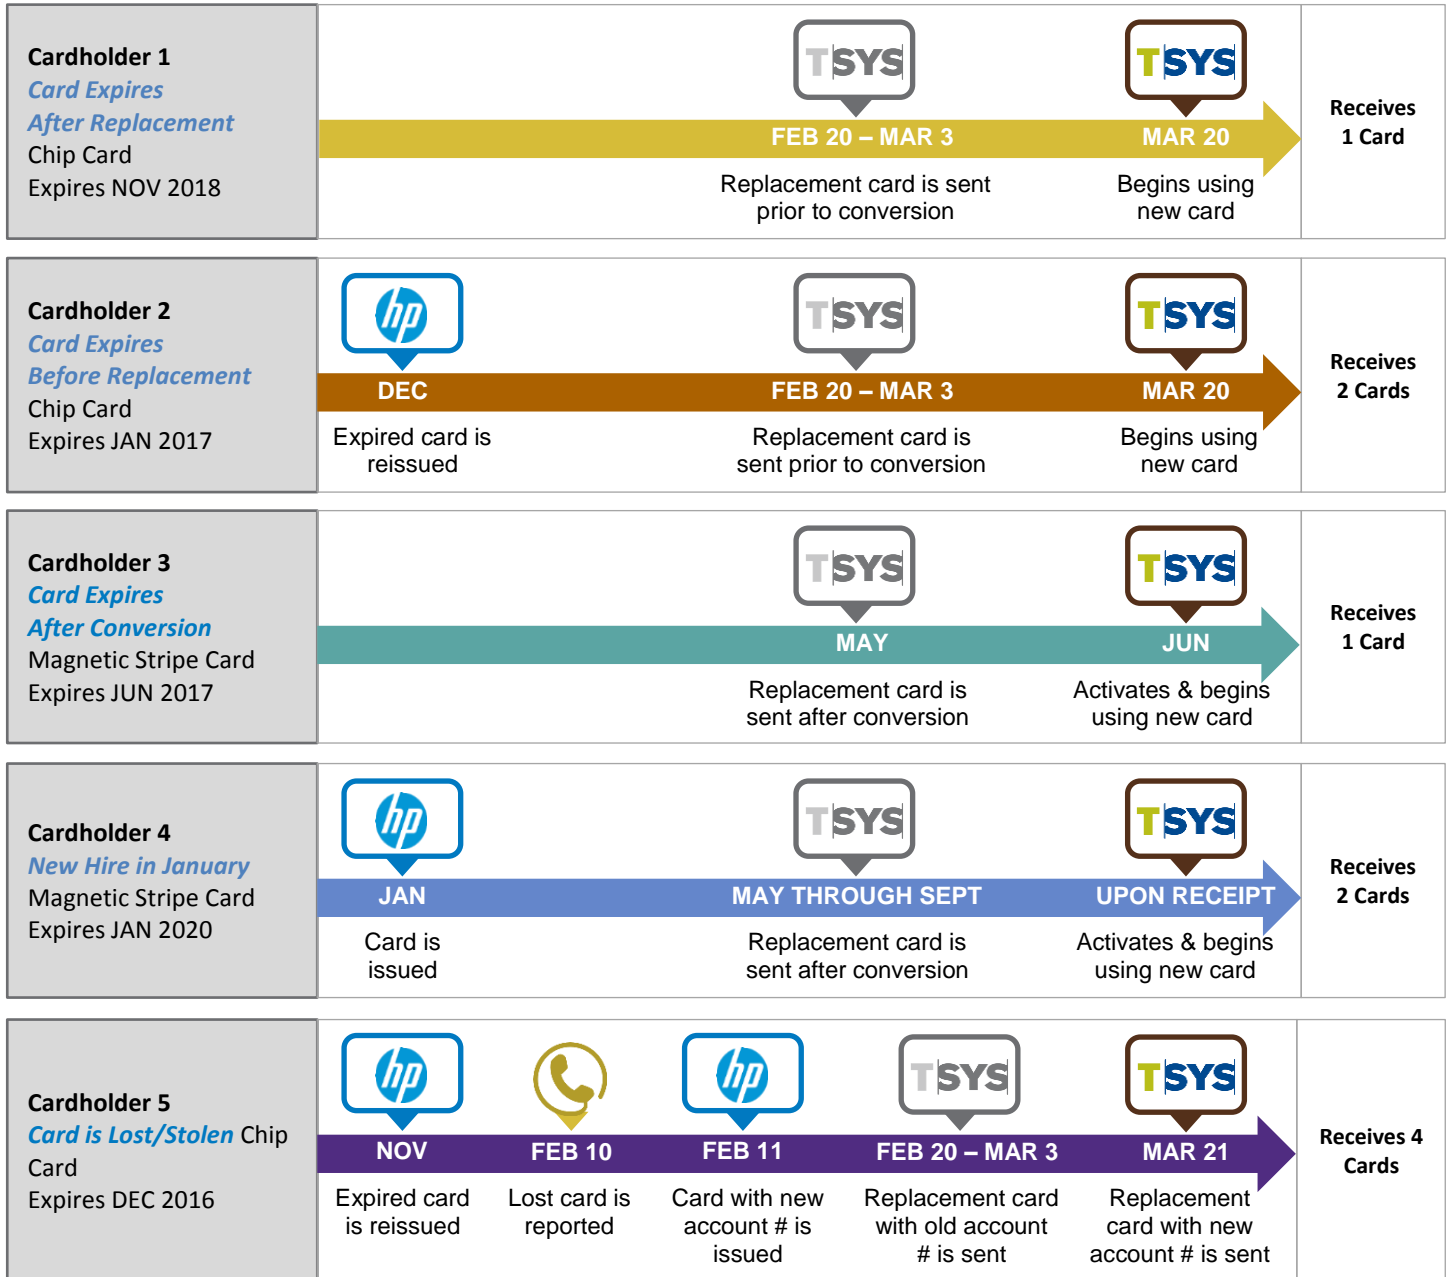 Cardholder 1
Card Expires
After Replacement
Chip Card
Expires NOV 2018
TSYS
TSYS
FEB 20 – MAR 3
MAR 20
Replacement card is sent
prior to conversion
Begins using
new card
Receives
1 Card
Cardholder 2
Card Expires
Before Replacement
Chip Card
Expires JAN 2017
hp
TSYS
TSYS
DEC
FEB 20 – MAR 3
MAR 20
Expired card is
reissued
Replacement card is
sent prior to conversion
Begins using
new card
Receives
2 Cards
Cardholder 3
Card Expires
After Conversion
Magnetic Stripe Card
Expires JUN 2017
TSYS
TSYS
MAY
JUN
Replacement card is
sent after conversion
Activates & begins
using new card
Receives
1 Card
Cardholder 4
New Hire in January
Magnetic Stripe Card
Expires JAN 2020
hp
TSYS
TSYS
JAN
MAY THROUGH SEPT
UPON RECEIPT
Card is
issued
Replacement card is
sent after conversion
Activates & begins
using new card
Receives
2 Cards
Cardholder 5
Card is Lost/Stolen Chip
Card
Expires DEC 2016
hp
hp
TSYS
TSYS
NOV
FEB 10
FEB 11
FEB 20 – MAR 3
MAR 21
Expired card
is reissued
Lost card is
reported
Card with new
account # is
issued
Replacement card
with old account
# is sent
Replacement
card with new
account # is sent
Receives 4
Cards